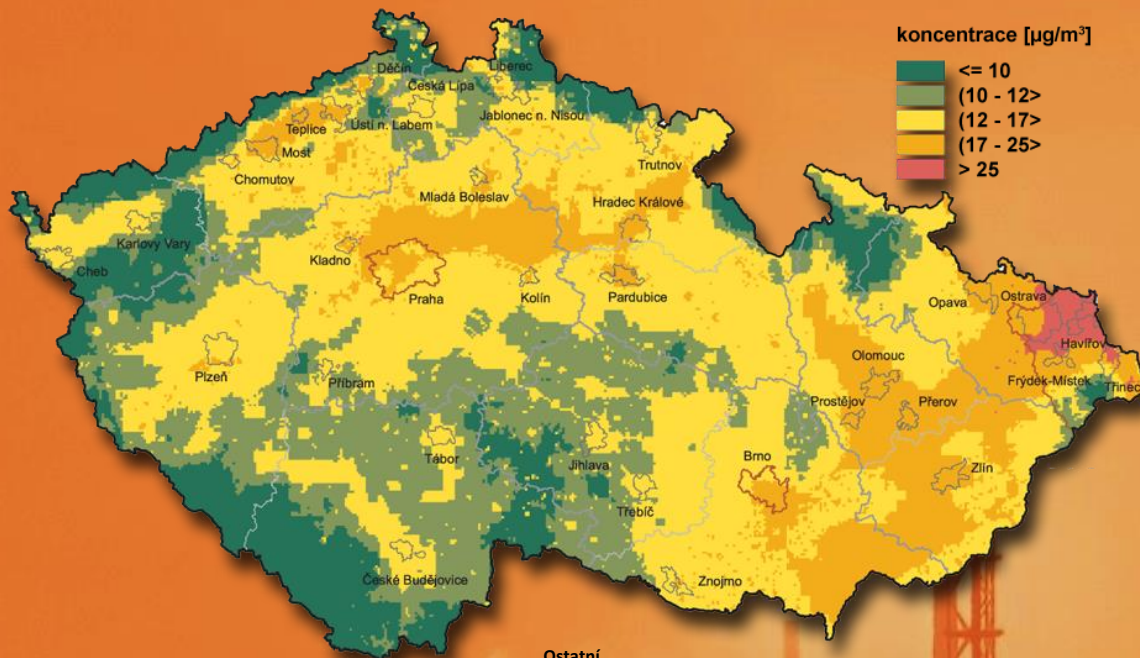 koncentrace [µg/m³]
<= 10
(10 - 12>
(12 - 17>
(17 - 25>
> 25
Děčín
Liberec
Česká Lípa
Teplice
Ústí n. Labem
Jablonec n. Nisou
Most
Trutnov
Chomutov
Mladá Boleslav
Hradec Králové
Karlovy Vary
Cheb
Kladno
Praha
Kolín
Pardubice
Opava
Ostrava
Havířov
Plzeň
Příbram
Olomouc
Frýdek-Místek
Třinec
Prostějov
Přerov
Tábor
Jihlava
Brno
Zlín
Třebíč
České Budějovice
Znojmo
Ostatní